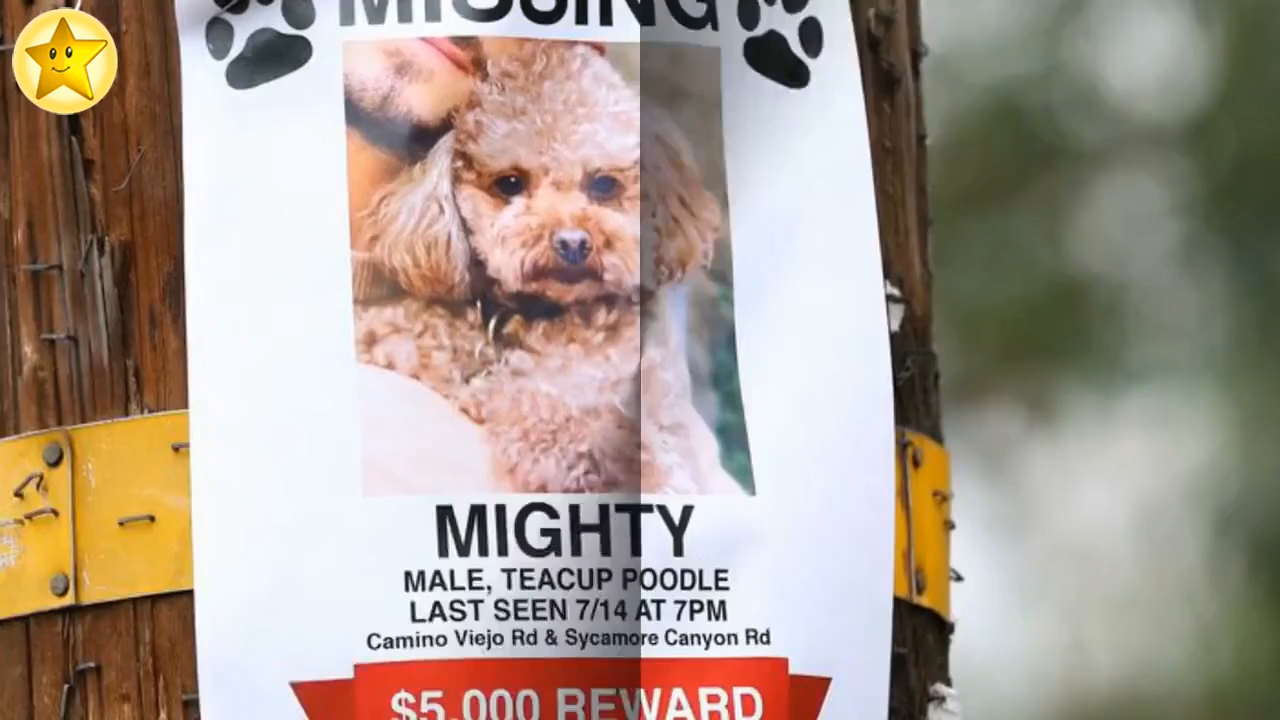 MISSING
MIGHTY
MALE, TEACUP POODLE
LAST SEEN 7/14 AT 7PM
Camino Viejo Rd & Sycamore Canyon Rd
$5,000 REWARD